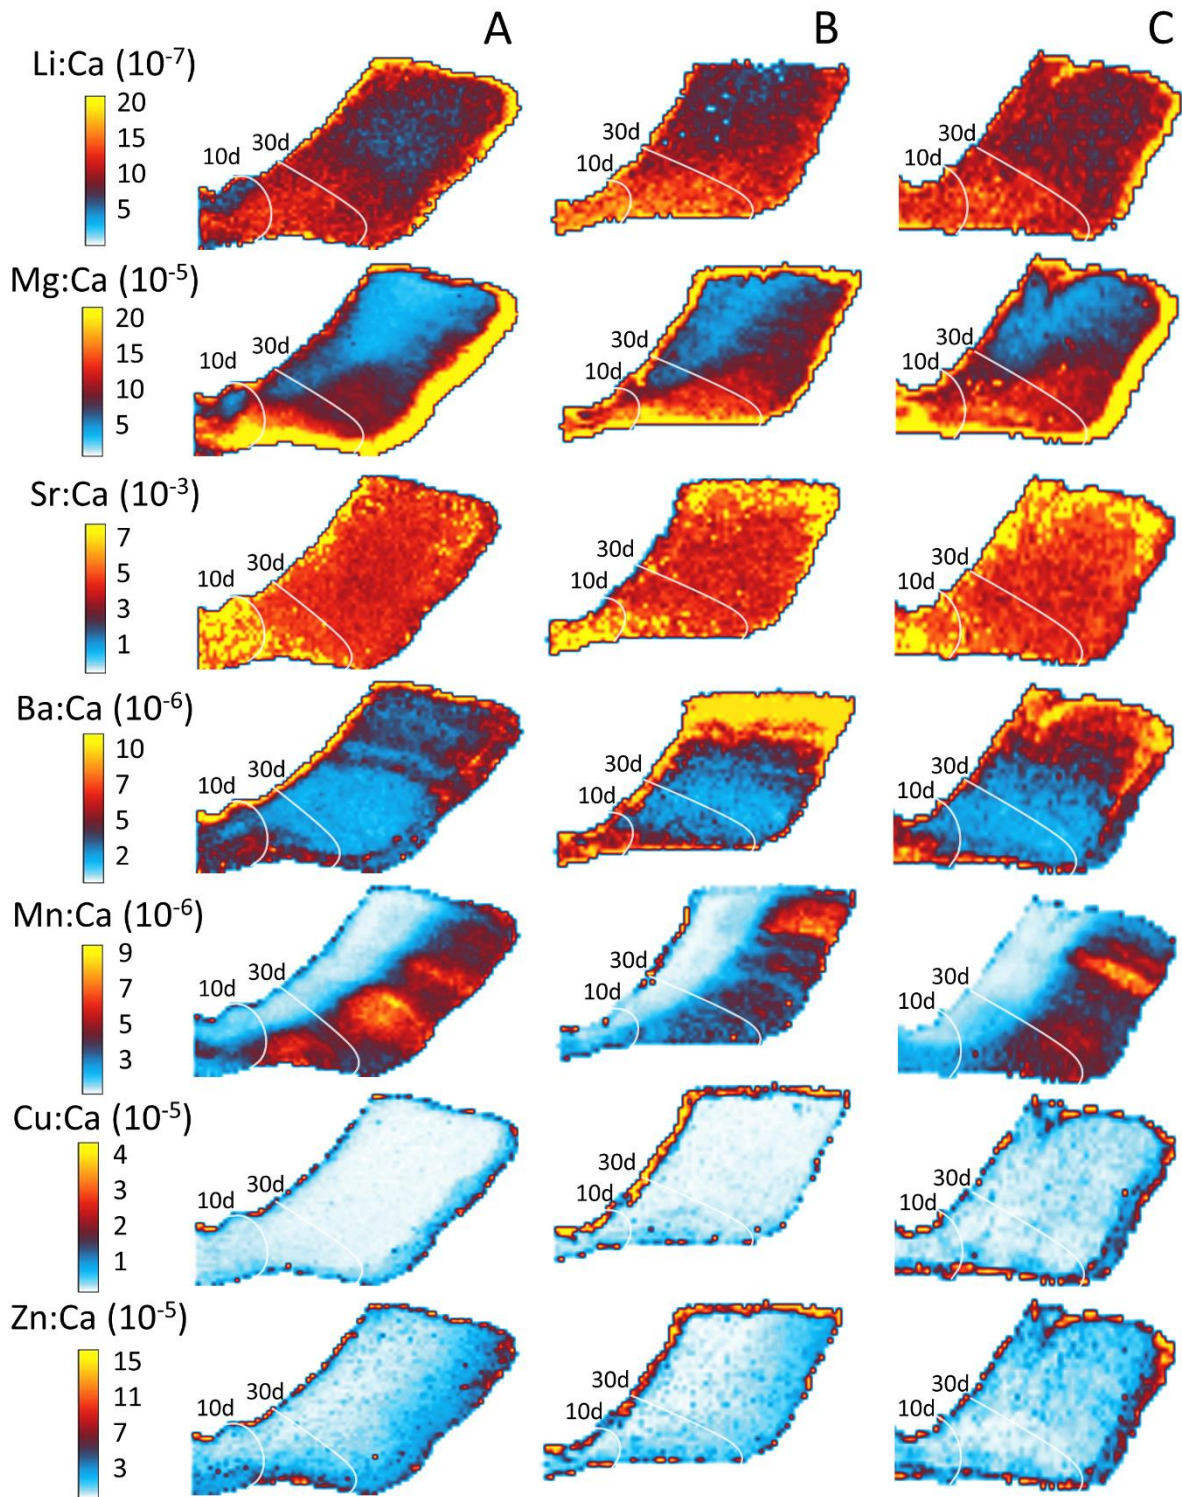 A B C
Li:Ca (10-7)
20
15
10
5
10d 30d
10d 30d
10d 30d
Mg:Ca (10-5)
20
15
10
5
10d 30d
10d 30d
10d 30d
Sr:Ca (10-3)
7
5
3
1
10d 30d
10d 30d
10d 30d
Ba:Ca (10-6)
10
7
5
2
10d 30d
10d 30d
10d 30d
Mn:Ca (10-6)
9
7
5
3
10d 30d
10d 30d
10d 30d
Cu:Ca (10-5)
4
3
2
1
10d 30d
10d 30d
10d 30d
Zn:Ca (10-5)
15
11
7
3
10d 30d
10d 30d
10d 30d